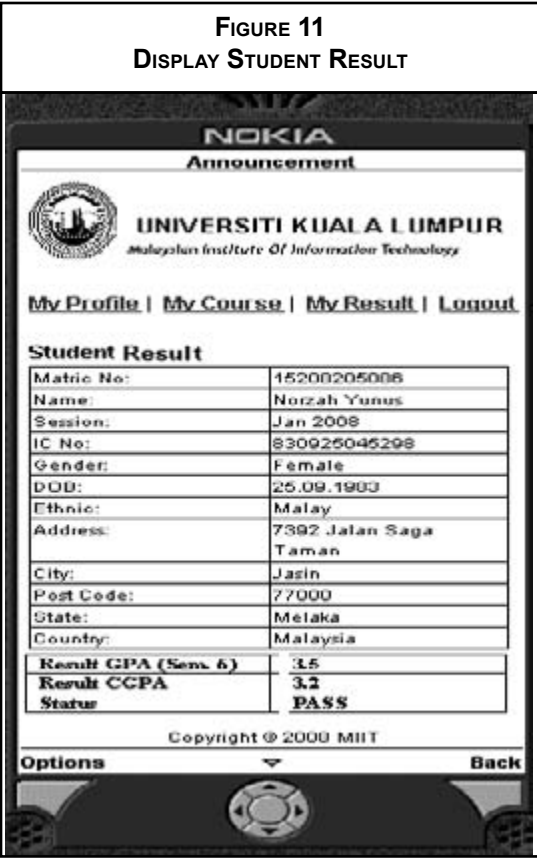 FIGURE 11
DISPLAY STUDENT RESULT
NOKIA
Announcement
UNIVERSITI KUALA LUMPUR
Malaysian Institute Of Information Technology
My Profile | My Course | My Result | Logout
Student Result
Matric No: 15200205006
Name: Norzah Yunus
Session: Jan 2008
IC No: 830925045298
Gender: Female
DOB: 25.09.1983
Ethnic: Malay
Address: 7392 Jalan Saga
Taman
City: Jasin
Post Code: 77000
State: Melaka
Country: Malaysia
Result GPA (Sem. 6) 3.5
Result CGPA 3.2
Status PASS
Copyright © 2008 MIIT
Options Back